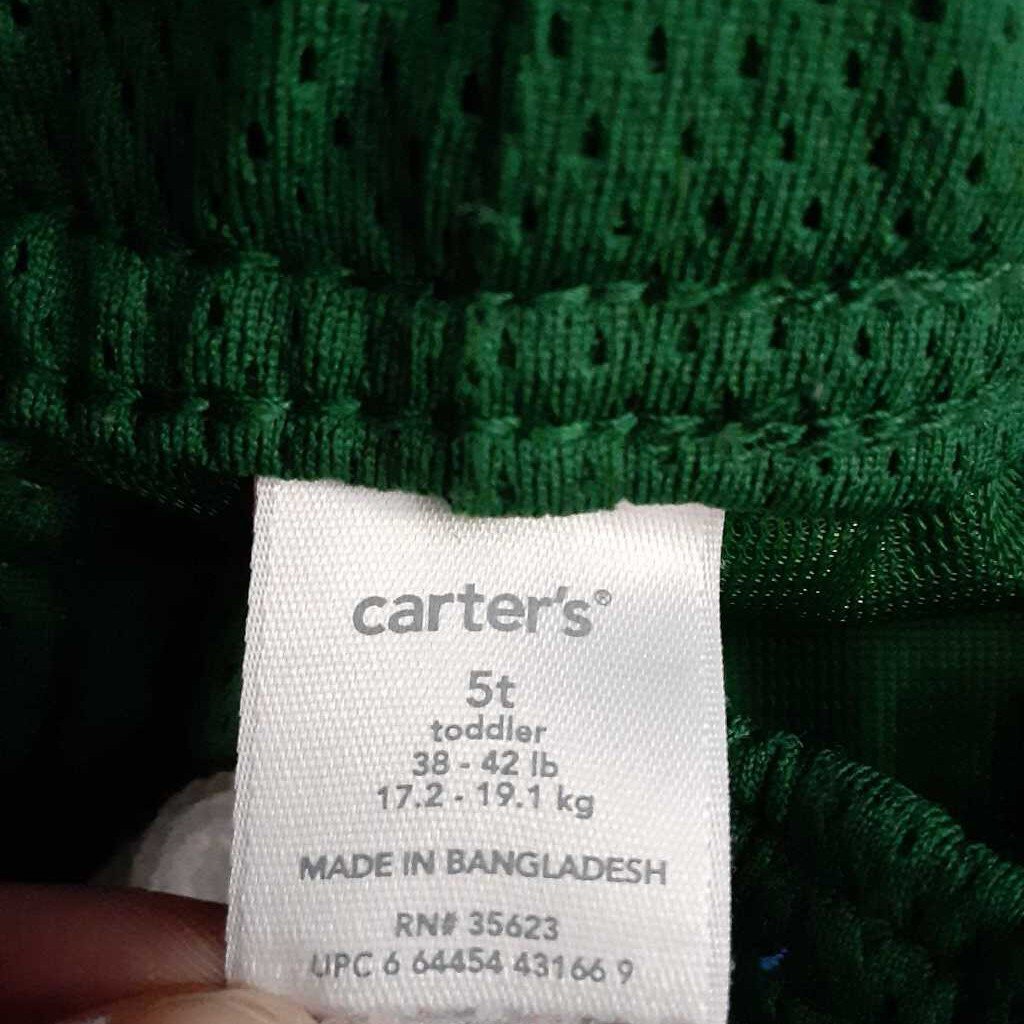 carter's®
5t
toddler
38 - 42 lb
17.2 - 19.1 kg
MADE IN BANGLADESH
RN# 35623
UPC 6 64454 43166 9